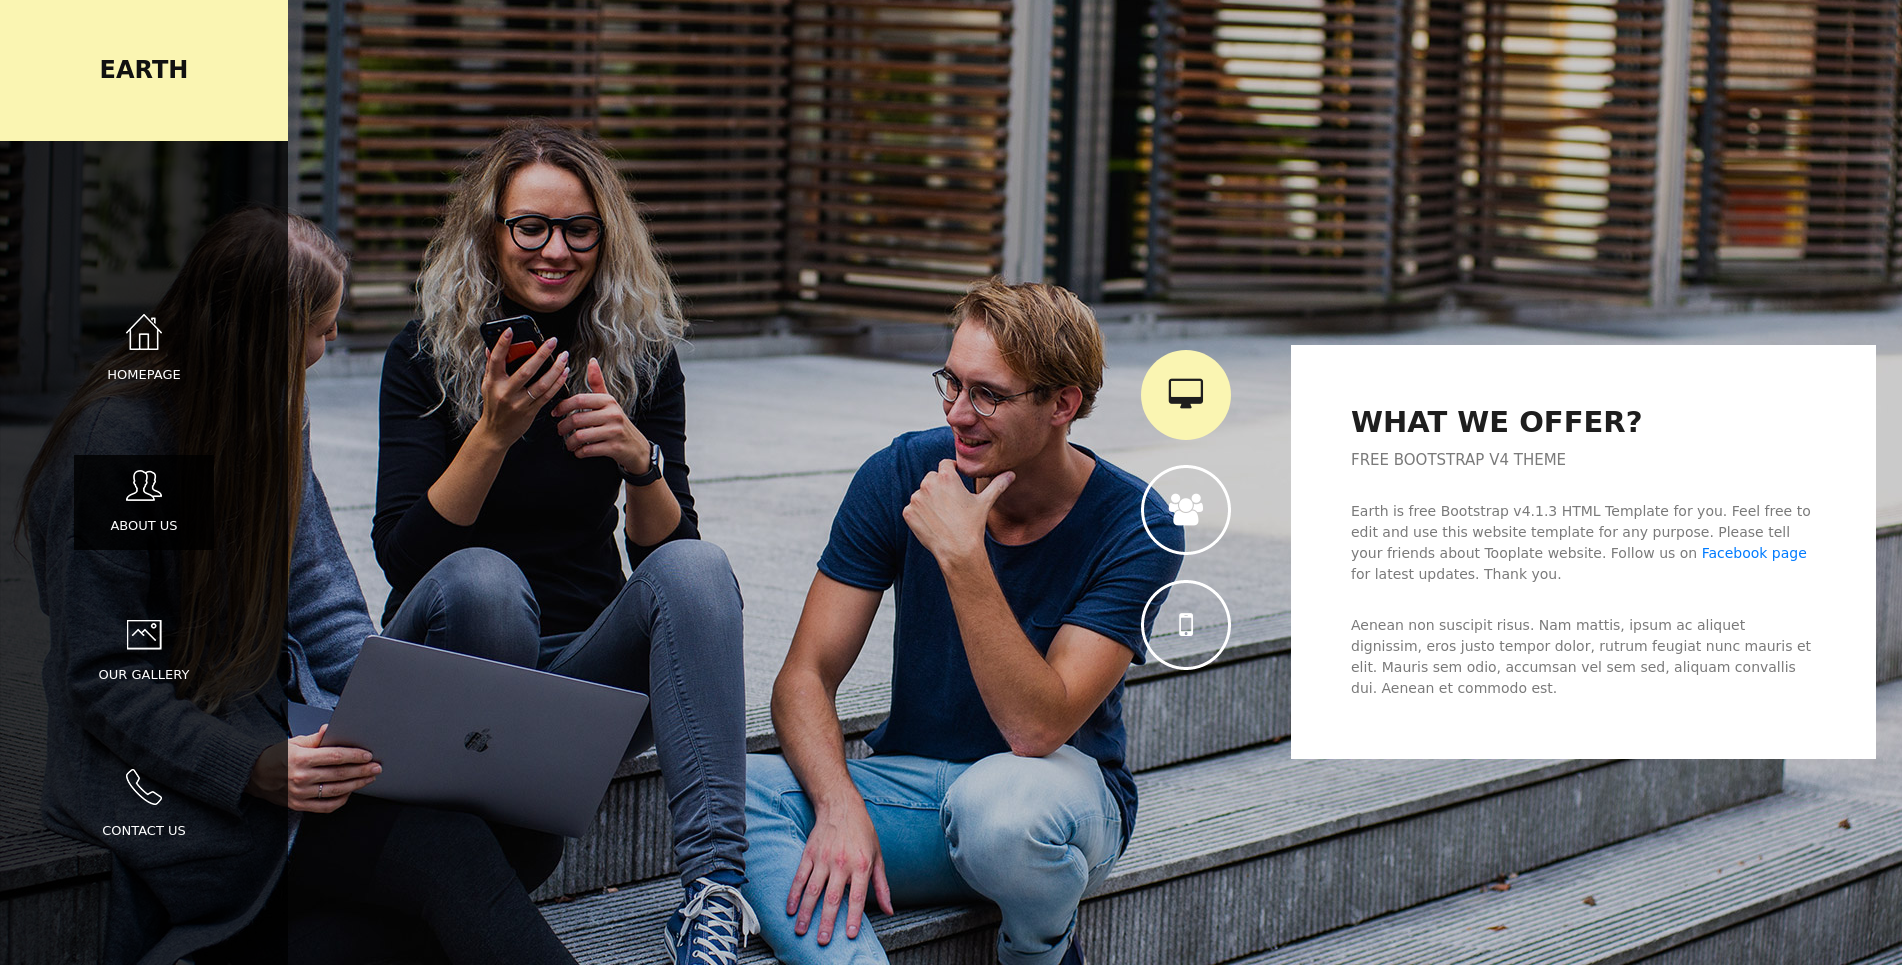 EARTH
HOMEPAGE
ABOUT US
OUR GALLERY
CONTACT US
WHAT WE OFFER?
FREE BOOTSTRAP V4 THEME
Earth is free Bootstrap v4.1.3 HTML Template for you. Feel free to
edit and use this website template for any purpose. Please tell
your friends about Tooplate website. Follow us on Facebook page
for latest updates. Thank you.
Aenean non suscipit risus. Nam mattis, ipsum ac aliquet
dignissim, eros justo tempor dolor, rutrum feugiat nunc mauris et
elit. Mauris sem odio, accumsan vel sem sed, aliquam convallis
dui. Aenean et commodo est.